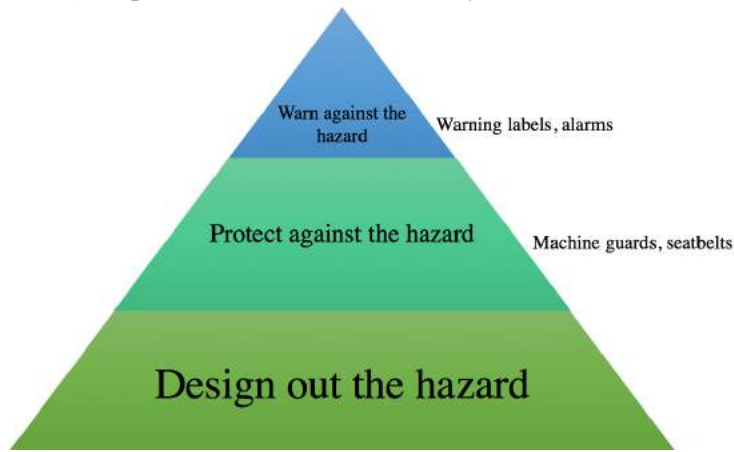 Warn against the
hazard
Warning labels, alarms
Protect against the hazard
Machine guards, seatbelts
Design out the hazard